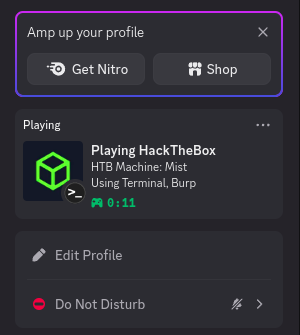 Amp up your profile
Get Nitro
Shop
Playing
Playing HackTheBox
HTB Machine: Mist
Using Terminal, Burp
>_
0:11
Edit Profile
Do Not Disturb